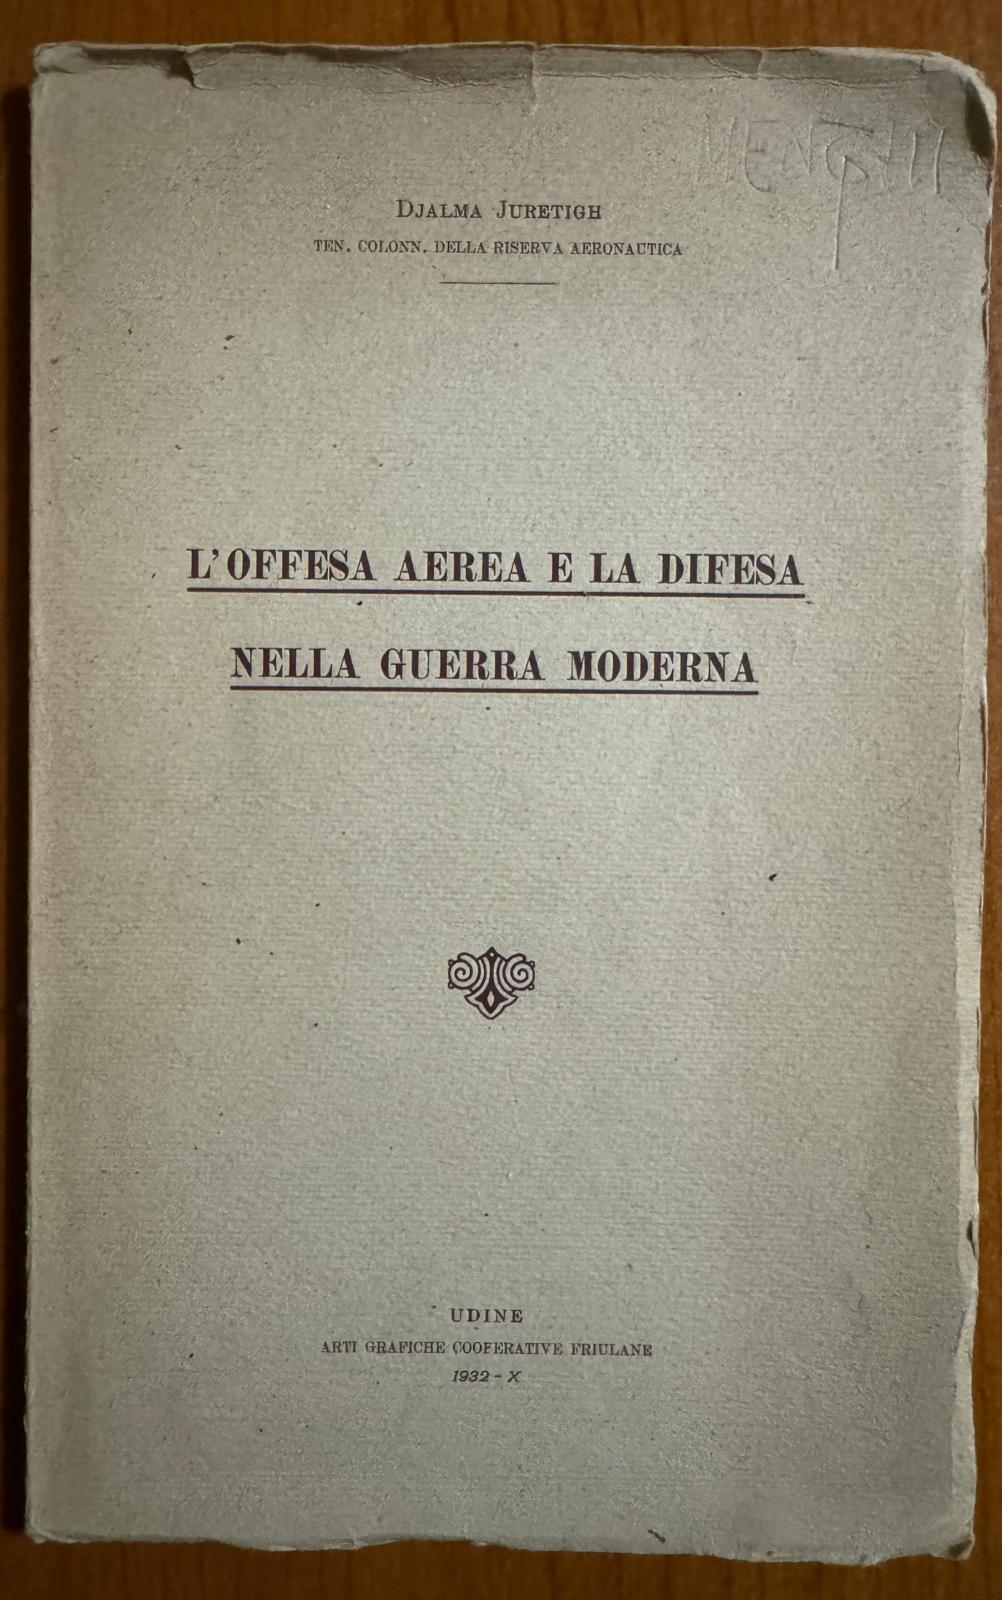 Djalma Juretigh
TEN. COLONN. DELLA RISERVA AERONAUTICA
L'OFFESA AEREA E LA DIFESA
NELLA GUERRA MODERNA
UDINE
ARTI GRAFICHE COOPERATIVE FRIULANE
1932 - X